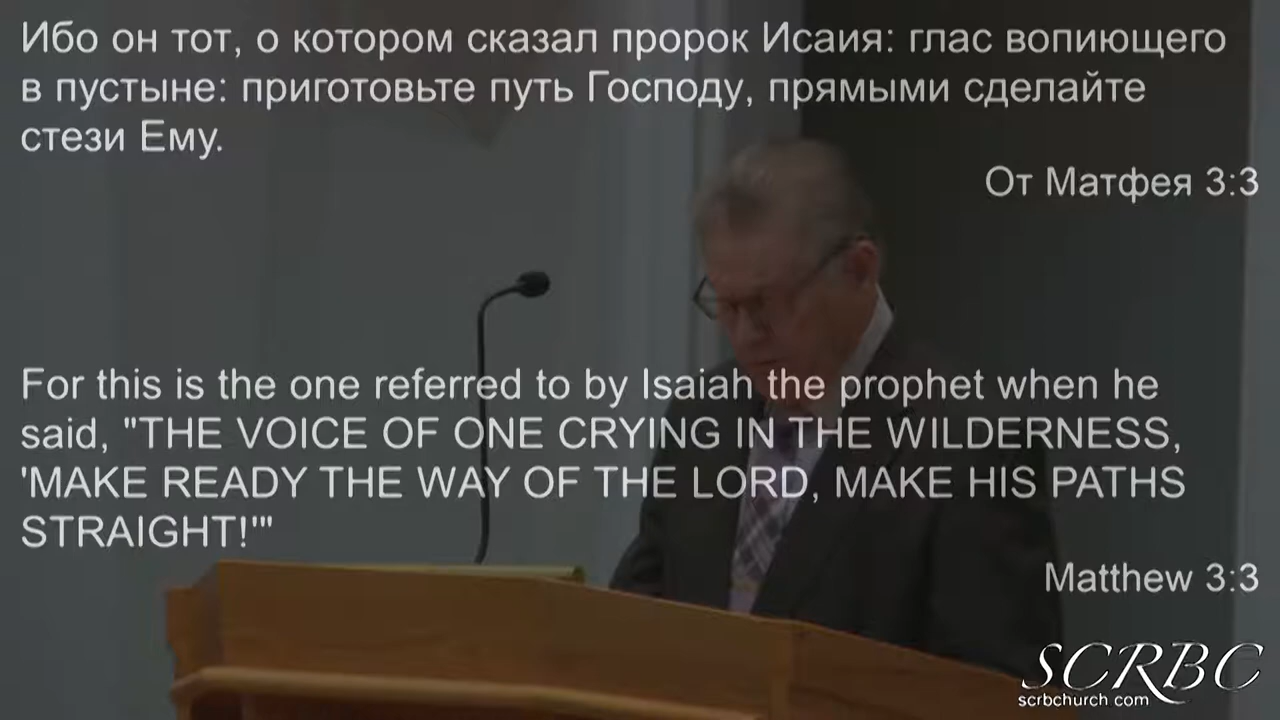 Ибо он тот, о котором сказал пророк Исаия: глас вопиющего
в пустыне: приготовьте путь Господу, прямыми сделайте
стези Ему.
От Матфея 3:3
For this is the one referred to by Isaiah the prophet when he
said, "THE VOICE OF ONE CRYING IN THE WILDERNESS,
'MAKE READY THE WAY OF THE LORD, MAKE HIS PATHS
STRAIGHT!'"
Matthew 3:3
SCRBC
scrbchurch.com